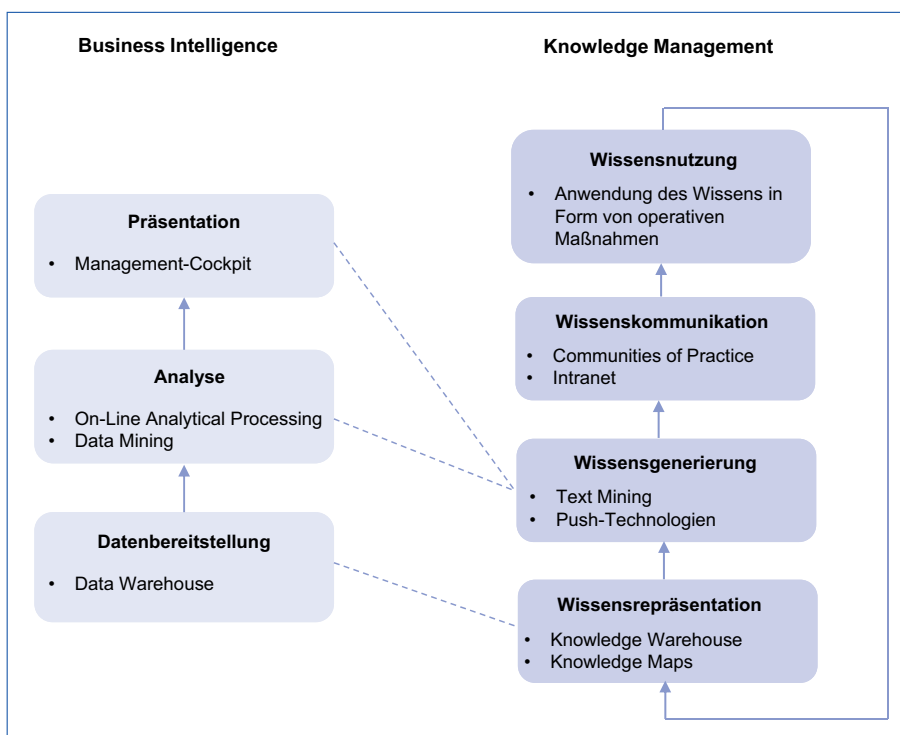 Business Intelligence
Präsentation
• Management-Cockpit
Analyse
• On-Line Analytical Processing
• Data Mining
Datenbereitstellung
• Data Warehouse
Knowledge Management
Wissensnutzung
• Anwendung des Wissens in
Form von operativen
Maßnahmen
Wissenskommunikation
• Communities of Practice
• Intranet
Wissensgenerierung
• Text Mining
• Push-Technologien
Wissensrepräsentation
• Knowledge Warehouse
• Knowledge Maps